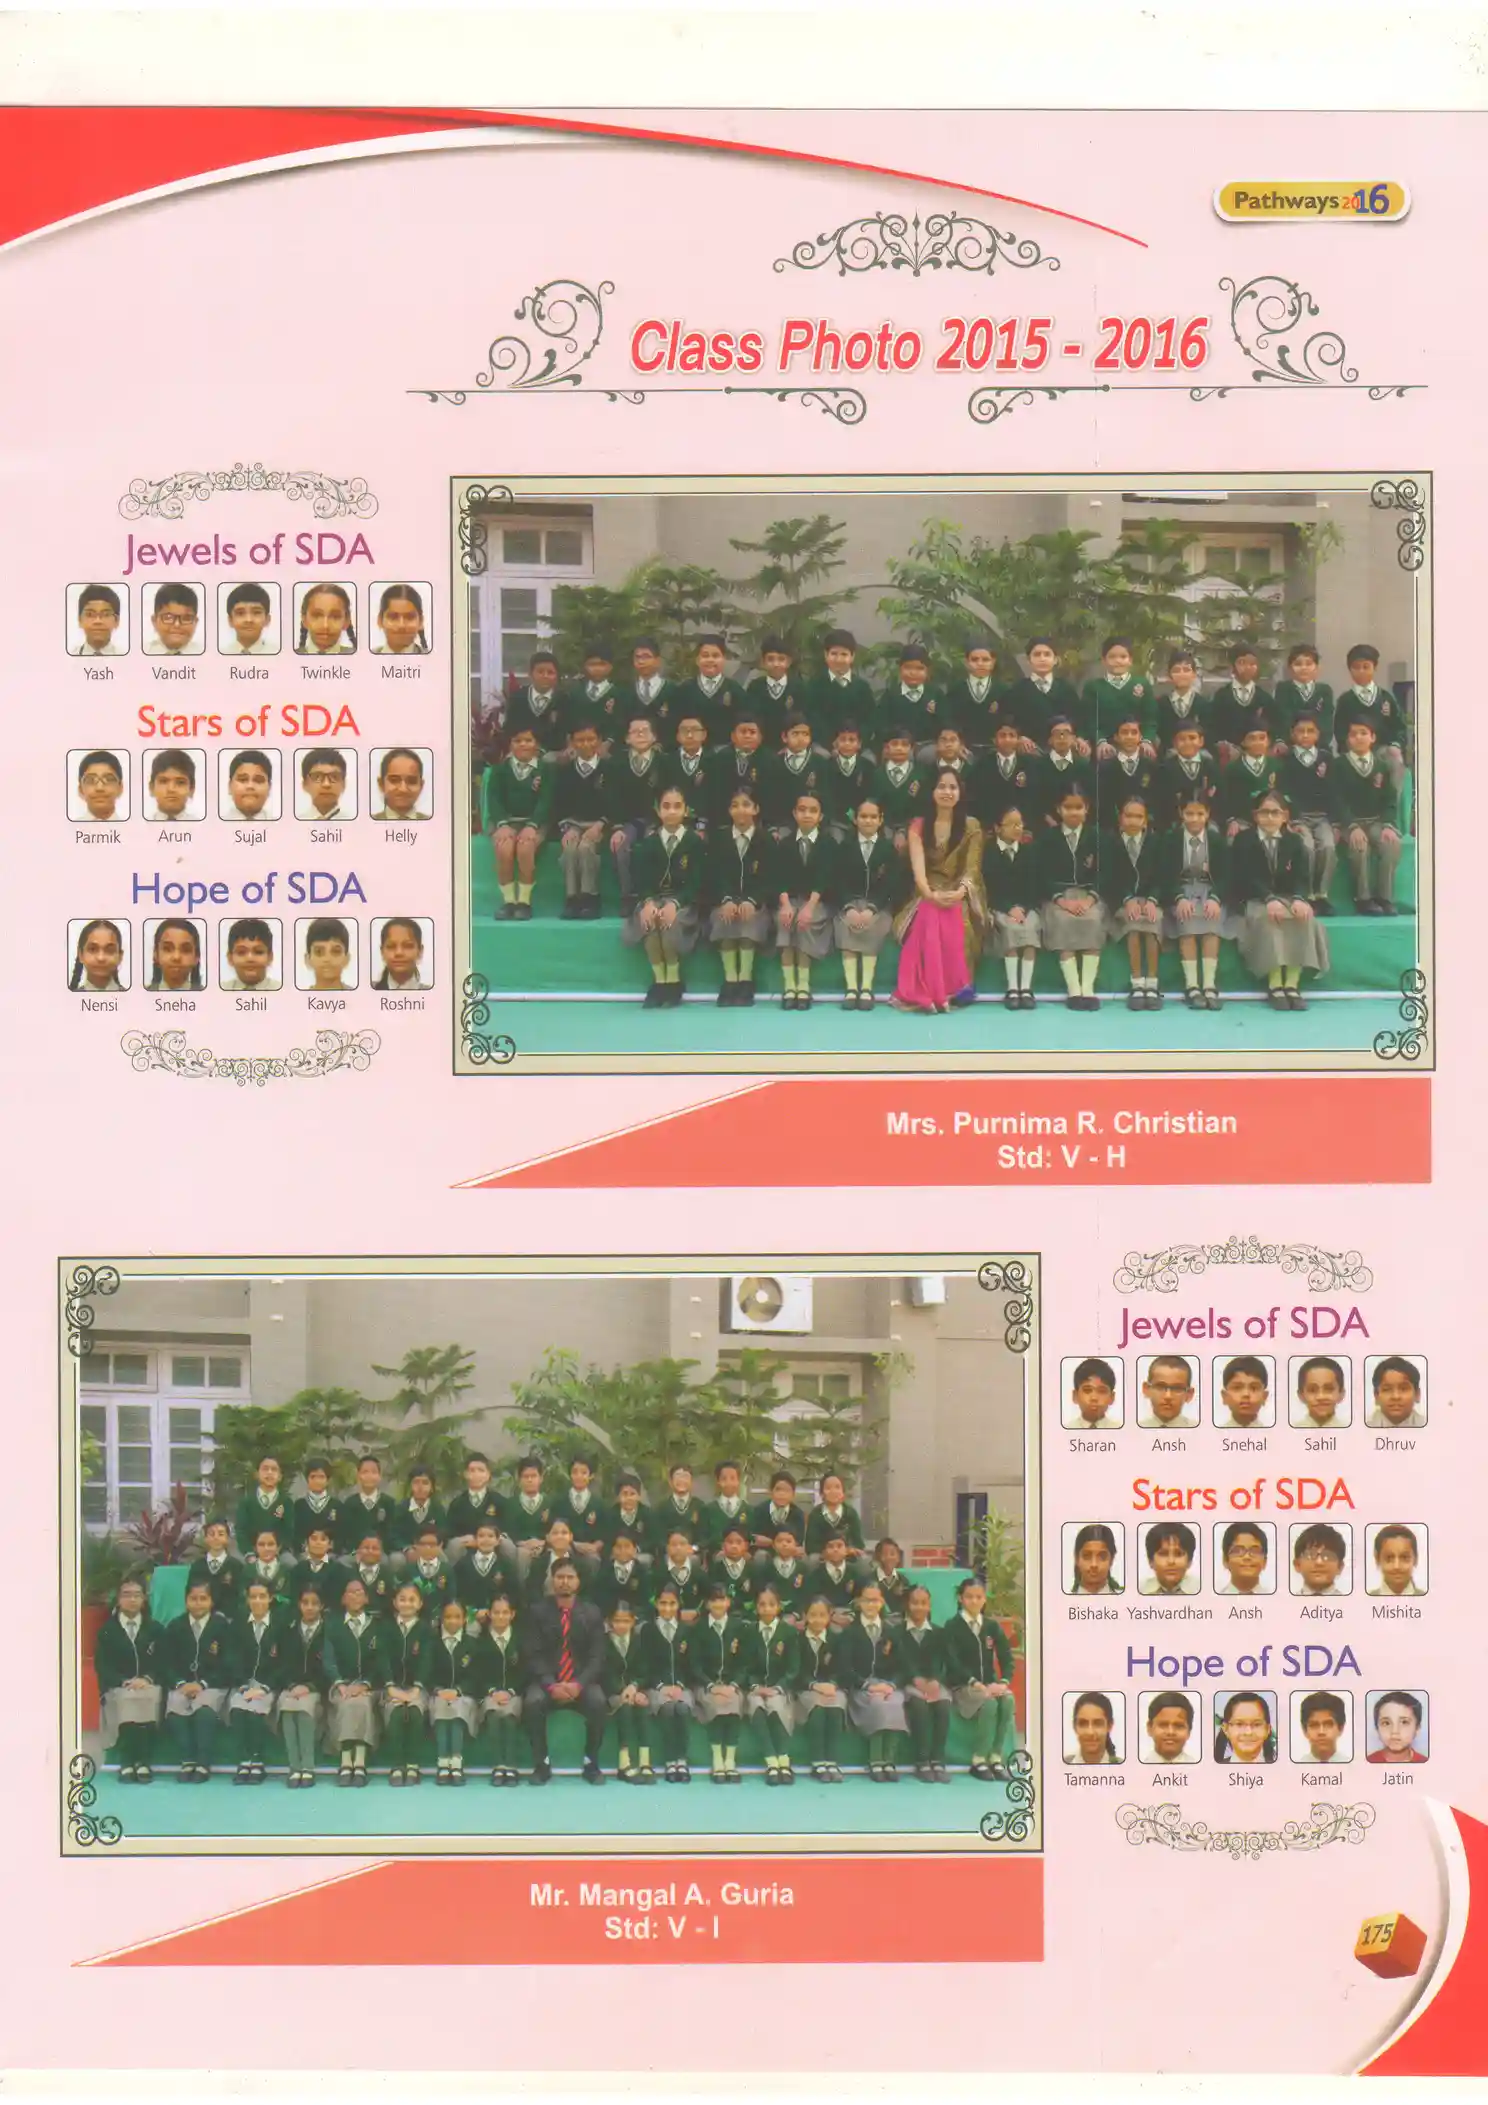 Pathways 2016
Class Photo 2015 - 2016
Jewels of SDA
Yash Vandit Rudra Twinkle Maitri
Stars of SDA
Parmik Arun Sujal Sahil Helly
Hope of SDA
Nensi Sneha Sahil Kavya Roshni
Mrs. Purnima R. Christian
Std: V - H
Jewels of SDA
Sharan Ansh Snehal Sahil Dhruv
Stars of SDA
Bishaka Yashvardhan Ansh Aditya Mishita
Hope of SDA
Tamanna Ankit Shiya Kamal Jatin
Mr. Mangal A. Guria
Std: V - I
175